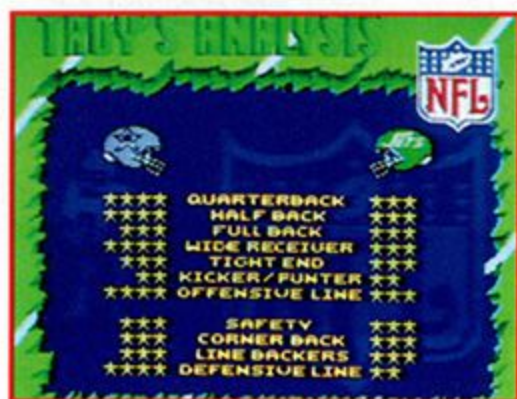 TROY'S ANALYSIS
NFL
JETS
**** QUARTERBACK ***
**** HALF BACK ***
*** FULL BACK ***
**** WIDE RECEIVER ***
*** TIGHT END ***
** KICKER/PUNTER **
**** OFFENSIVE LINE ***
*** SAFETY ***
*** CORNER BACK ***
*** LINE BACKERS ***
**** DEFENSIVE LINE **